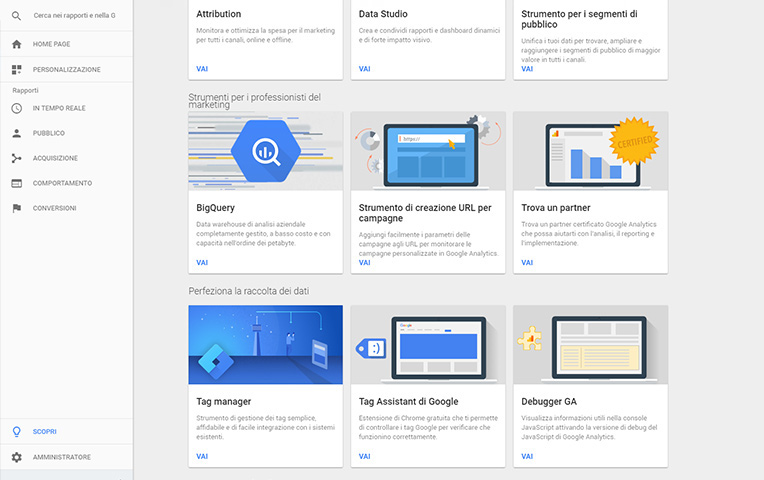 Cerca nei rapporti e nella G
HOME PAGE
PERSONALIZZAZIONE
Rapporti
IN TEMPO REALE
PUBBLICO
ACQUISIZIONE
COMPORTAMENTO
CONVERSIONI
SCOPRI
AMMINISTRATORE
Attribution
Monitora e ottimizza la spesa per il marketing
per tutti i canali, online e offline.
VAI
Data Studio
Crea e condividi rapporti e dashboard dinamici
e di forte impatto visivo.
VAI
Strumento per i segmenti di
pubblico
Unifica i tuoi dati per trovare, ampliare e
raggiungere i segmenti di pubblico di maggior
valore in tutti i canali.
VAI
Strumenti per i professionisti del
marketing
BigQuery
Data warehouse di analisi aziendale
completamente gestito, a basso costo e con
capacità nell'ordine dei petabyte.
VAI
https://
Strumento di creazione URL per
campagne
Aggiungi facilmente i parametri delle
campagne agli URL per monitorare le
campagne personalizzate in Google Analytics.
VAI
CERTIFIED
Trova un partner
Trova un partner certificato Google Analytics
che possa aiutarti con l'analisi, il reporting e
l'implementazione.
VAI
Perfeziona la raccolta dei dati
Tag manager
Strumento di gestione dei tag semplice,
affidabile e di facile integrazione con i sistemi
esistenti.
VAI
Google
Tag Assistant di Google
Estensione di Chrome gratuita che ti permette
di controllare i tag Google per verificare che
funzionino correttamente.
VAI
Debugger GA
Visualizza informazioni utili nella console
JavaScript attivando la versione di debug del
JavaScript di Google Analytics.
VAI